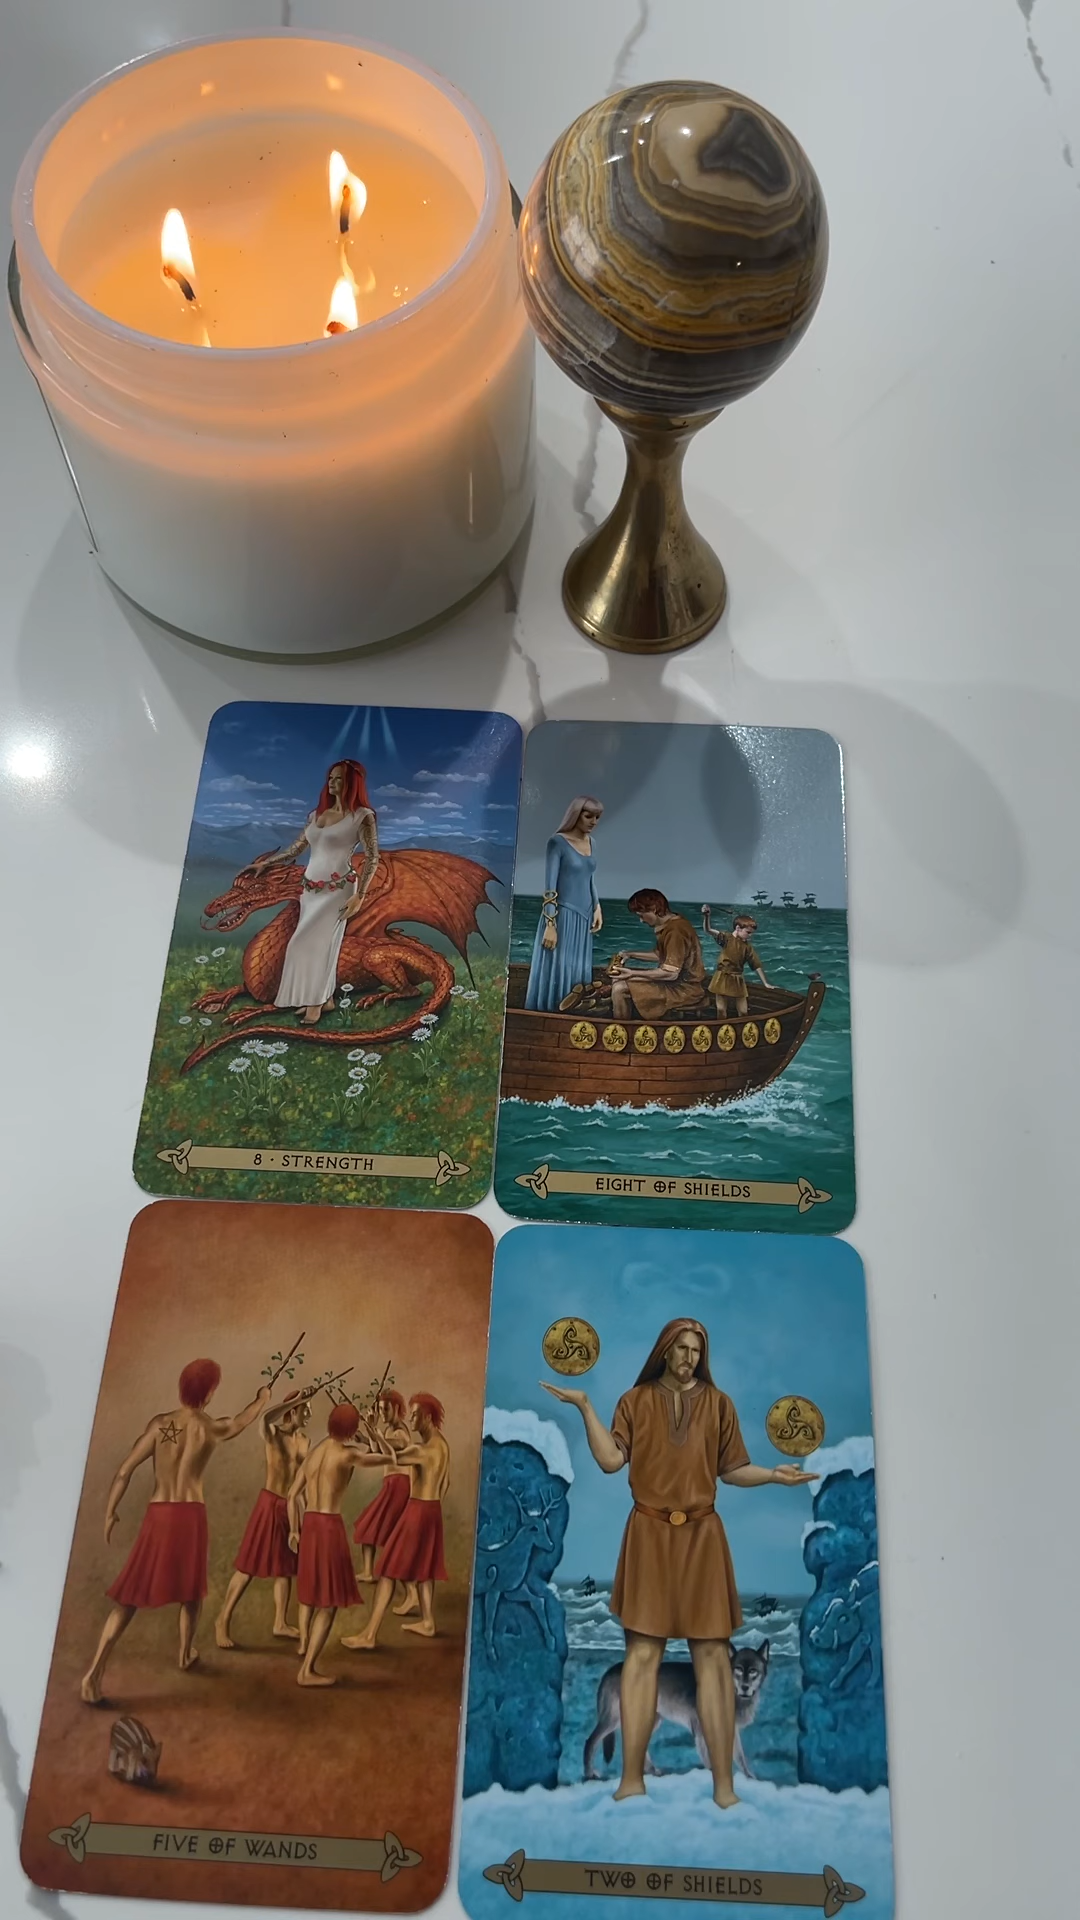 8 · STRENGTH
EIGHT OF SHIELDS
FIVE OF WANDS
TWO OF SHIELDS